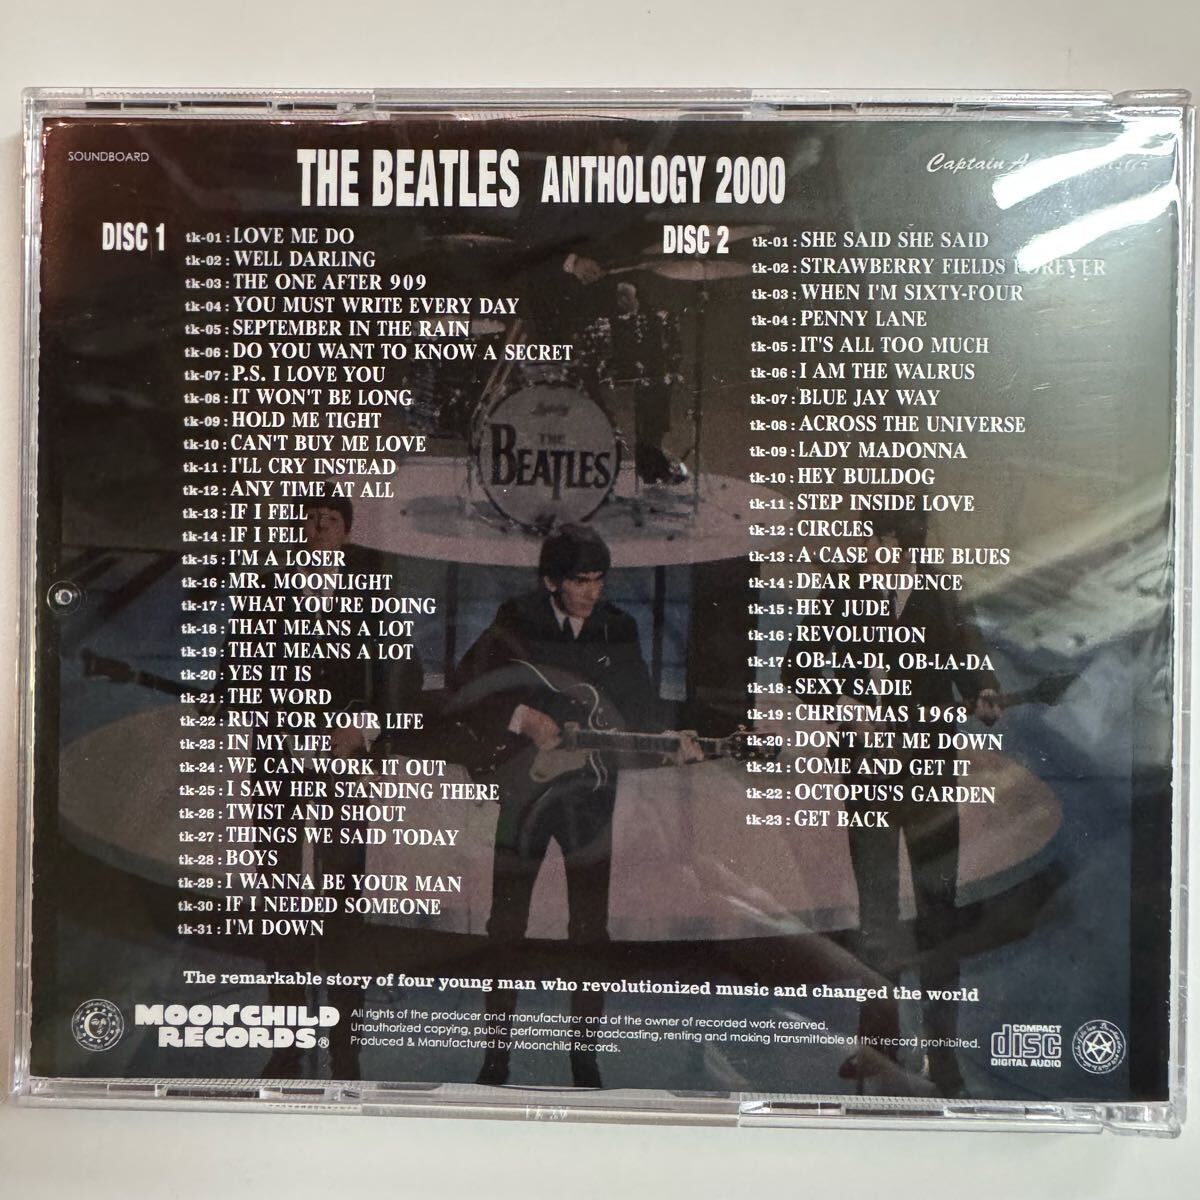 SOUNDBOARD
THE BEATLES ANTHOLOGY 2000
Captain
DISC 1
tk-01 : LOVE ME DO
tk-02 : WELL DARLING
tk-03 : THE ONE AFTER 909
tk-04 : YOU MUST WRITE EVERY DAY
tk-05 : SEPTEMBER IN THE RAIN
tk-06 : DO YOU WANT TO KNOW A SECRET
tk-07 : P.S. I LOVE YOU
tk-08 : IT WON'T BE LONG
tk-09 : HOLD ME TIGHT
tk-10 : CAN'T BUY ME LOVE
tk-11 : I'LL CRY INSTEAD
tk-12 : ANY TIME AT ALL
tk-13 : IF I FELL
tk-14 : IF I FELL
tk-15 : I'M A LOSER
tk-16 : MR. MOONLIGHT
tk-17 : WHAT YOU'RE DOING
tk-18 : THAT MEANS A LOT
tk-19 : THAT MEANS A LOT
tk-20 : YES IT IS
tk-21 : THE WORD
tk-22 : RUN FOR YOUR LIFE
tk-23 : IN MY LIFE
tk-24 : WE CAN WORK IT OUT
tk-25 : I SAW HER STANDING THERE
tk-26 : TWIST AND SHOUT
tk-27 : THINGS WE SAID TODAY
tk-28 : BOYS
tk-29 : I WANNA BE YOUR MAN
tk-30 : IF I NEEDED SOMEONE
tk-31 : I'M DOWN
DISC 2
tk-01 : SHE SAID SHE SAID
tk-02 : STRAWBERRY FIELDS FOREVER
tk-03 : WHEN I'M SIXTY-FOUR
tk-04 : PENNY LANE
tk-05 : IT'S ALL TOO MUCH
tk-06 : I AM THE WALRUS
tk-07 : BLUE JAY WAY
tk-08 : ACROSS THE UNIVERSE
tk-09 : LADY MADONNA
tk-10 : HEY BULLDOG
tk-11 : STEP INSIDE LOVE
tk-12 : CIRCLES
tk-13 : A CASE OF THE BLUES
tk-14 : DEAR PRUDENCE
tk-15 : HEY JUDE
tk-16 : REVOLUTION
tk-17 : OB-LA-DI, OB-LA-DA
tk-18 : SEXY SADIE
tk-19 : CHRISTMAS 1968
tk-20 : DON'T LET ME DOWN
tk-21 : COME AND GET IT
tk-22 : OCTOPUS'S GARDEN
tk-23 : GET BACK
Ludwig
THE
BEATLES
The remarkable story of four young man who revolutionized music and changed the world
MOONCHILD
RECORDS®
All rights of the producer and manufacturer and of the owner of recorded work reserved.
Unauthorized copying, public performance, broadcasting, renting and making transmittable of this record prohibited.
Produced & Manufactured by Moonchild Records.
COMPACT
disc
DIGITAL AUDIO